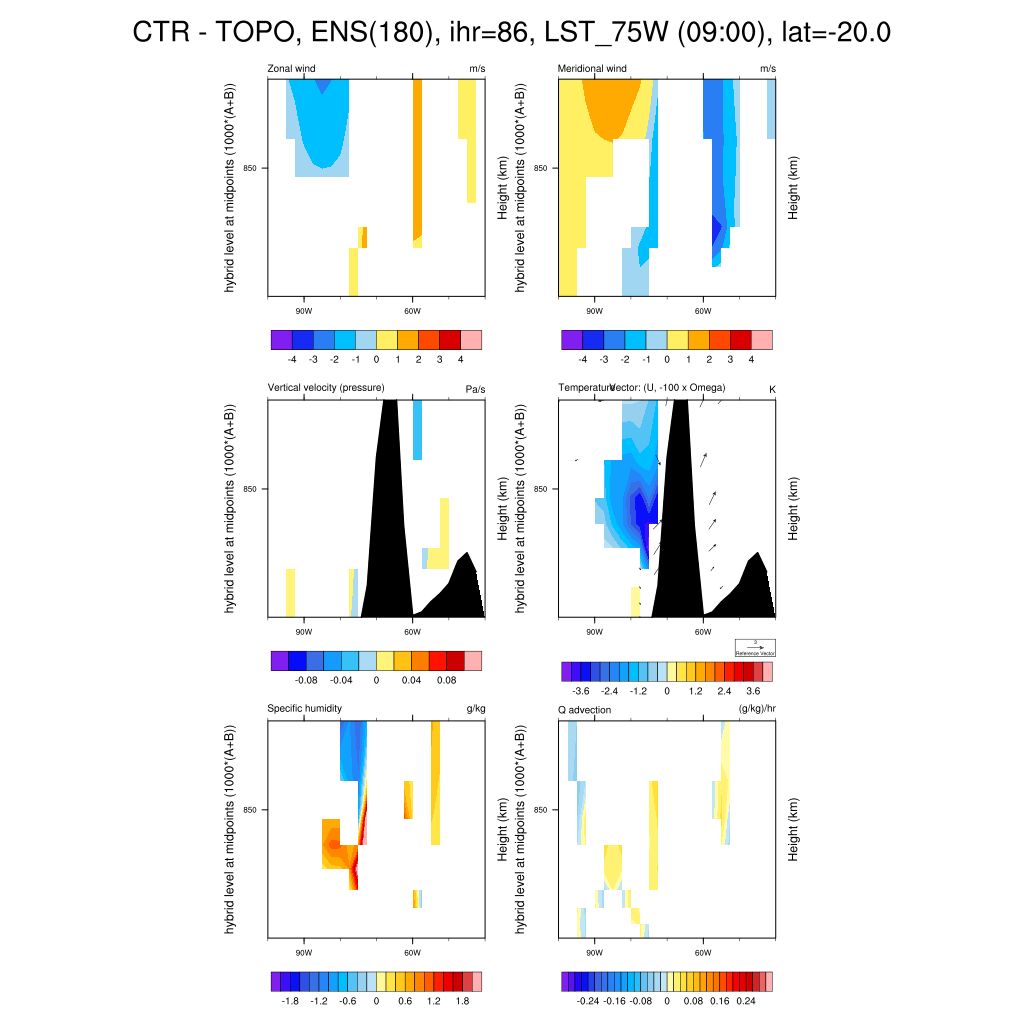 CTR - TOPO, ENS(180), ihr=86, LST_75W (09:00), lat=-20.0
Zonal wind m/s
hybrid level at midpoints (1000*(A+B))
850
Height (km)
90W 60W
-4 -3 -2 -1 0 1 2 3 4
Meridional wind m/s
hybrid level at midpoints (1000*(A+B))
850
Height (km)
90W 60W
-4 -3 -2 -1 0 1 2 3 4
Vertical velocity (pressure) Pa/s
hybrid level at midpoints (1000*(A+B))
850
Height (km)
90W 60W
-0.08 -0.04 0 0.04 0.08
Temperature Vector: (U, -100 x Omega) K
hybrid level at midpoints (1000*(A+B))
850
Height (km)
90W 60W
3
Reference Vector
-3.6 -2.4 -1.2 0 1.2 2.4 3.6
Specific humidity g/kg
hybrid level at midpoints (1000*(A+B))
850
Height (km)
90W 60W
-1.8 -1.2 -0.6 0 0.6 1.2 1.8
Q advection (g/kg)/hr
hybrid level at midpoints (1000*(A+B))
850
Height (km)
90W 60W
-0.24 -0.16 -0.08 0 0.08 0.16 0.24